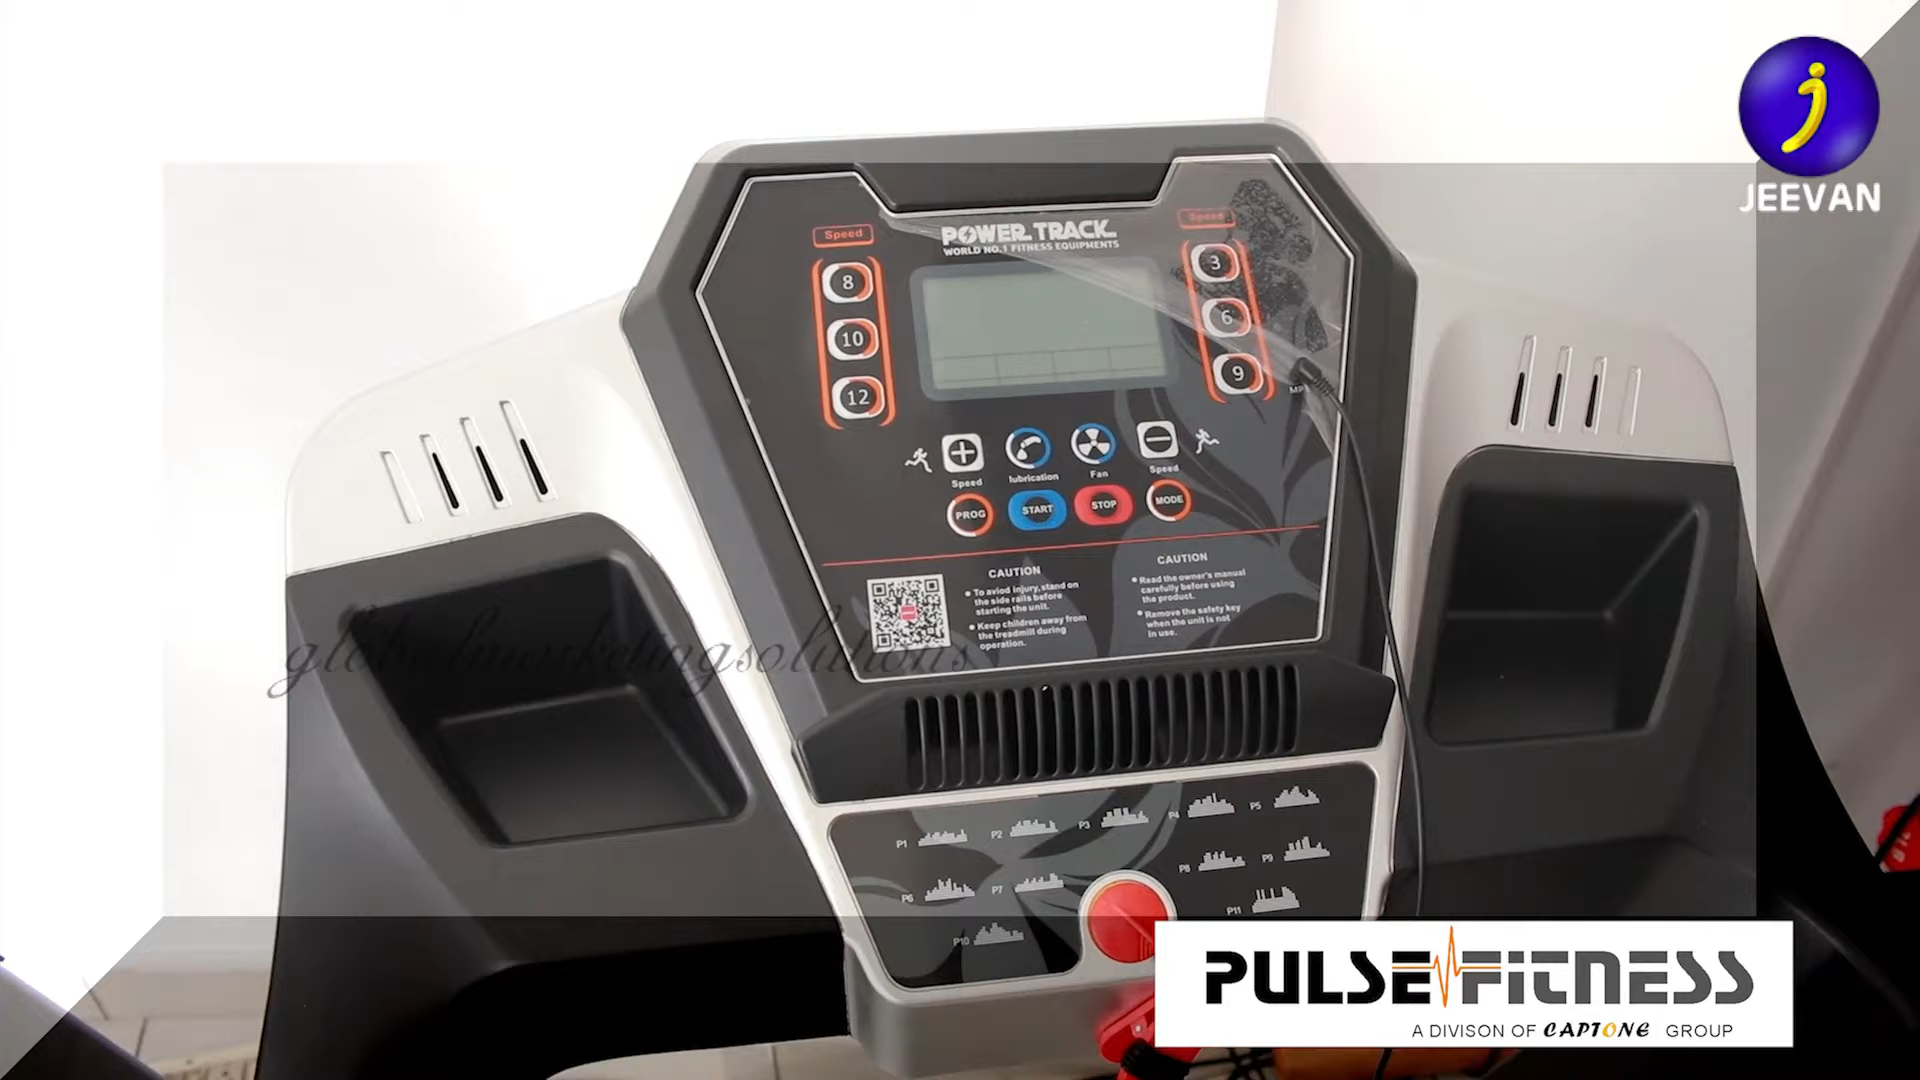 JEEVAN
POWER TRACK
WORLD NO.1 FITNESS EQUIPMENTS
Speed
8
10
12
Speed
3
6
9
MP3
Speed
lubrication
Fan
Speed
PROG
START
STOP
MODE
CAUTION
To aviod injury, stand on
the side rails before
starting the unit.
Keep children away from
the treadmill during
operation.
CAUTION
Read the owner's manual
carefully before using
the product.
Remove the safety key
when the unit is not
in use.
globalmarketingsolutions
P1
P2
P3
P4
P5
P6
P7
P8
P9
P10
P11
PULSE FITNESS
A DIVISON OF CAPTONE GROUP